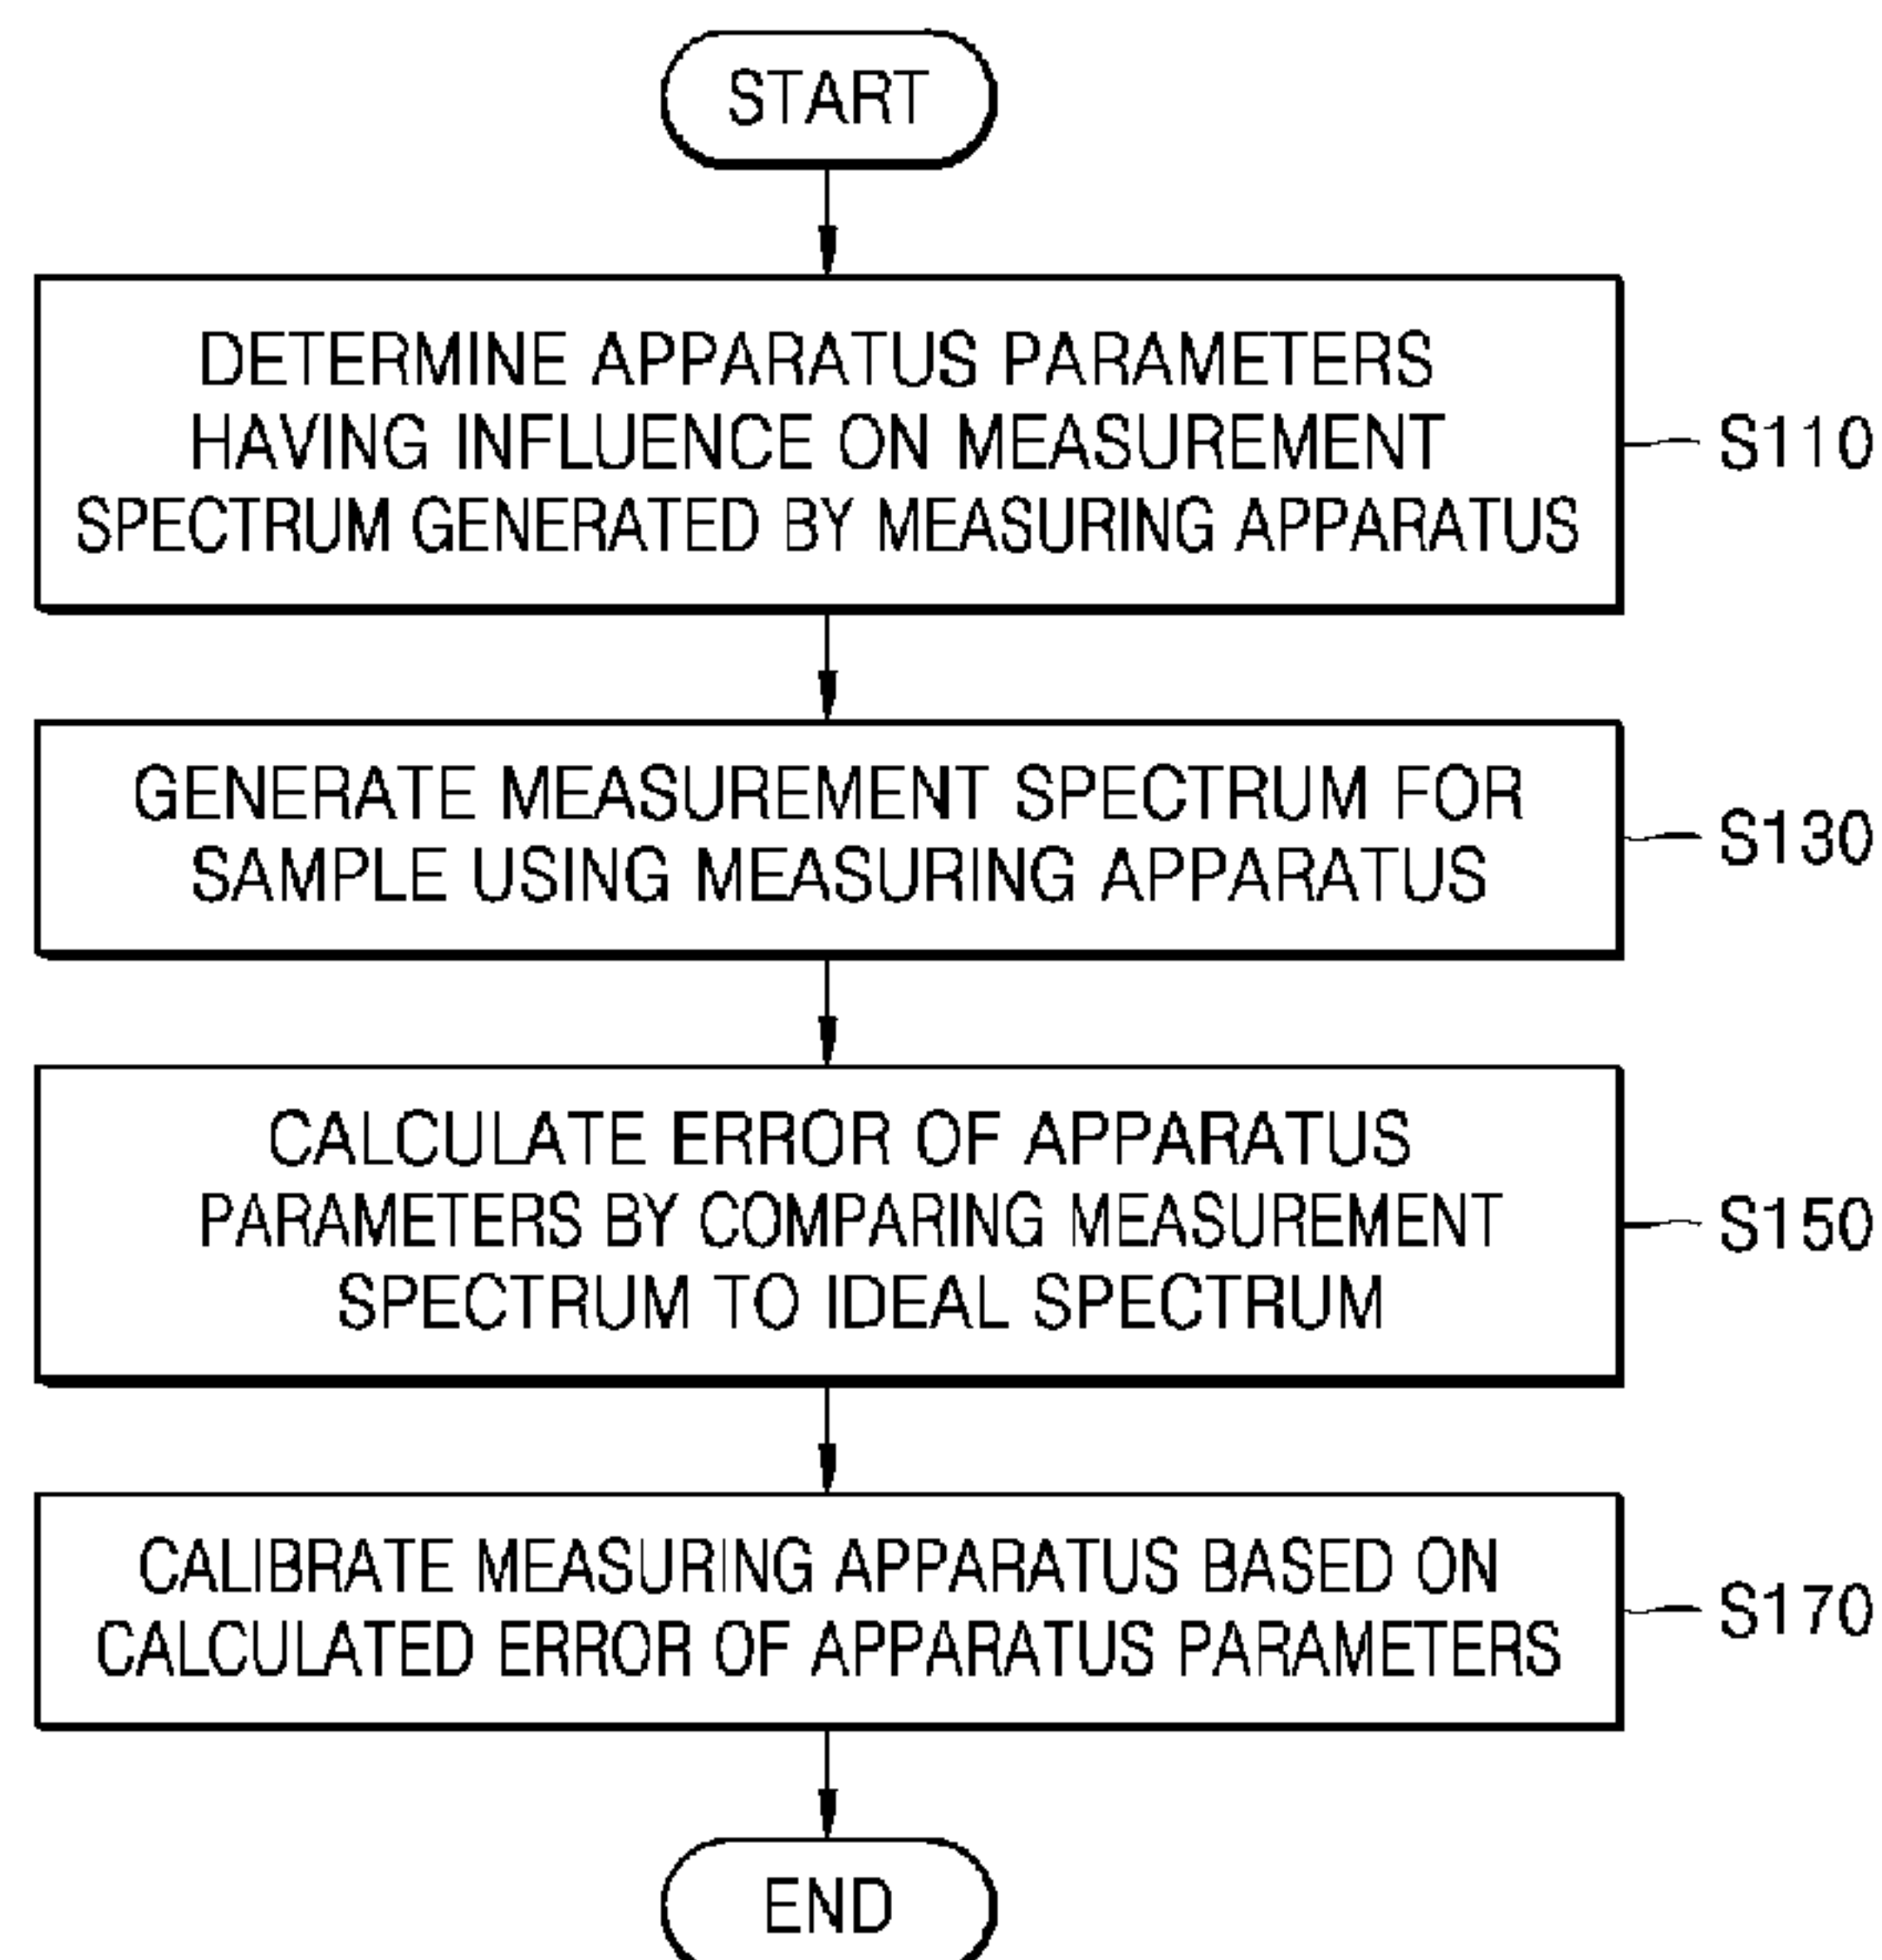 START
DETERMINE APPARATUS PARAMETERS
HAVING INFLUENCE ON MEASUREMENT
SPECTRUM GENERATED BY MEASURING APPARATUS
S110
GENERATE MEASUREMENT SPECTRUM FOR
SAMPLE USING MEASURING APPARATUS
S130
CALCULATE ERROR OF APPARATUS
PARAMETERS BY COMPARING MEASUREMENT
SPECTRUM TO IDEAL SPECTRUM
S150
CALIBRATE MEASURING APPARATUS BASED ON
CALCULATED ERROR OF APPARATUS PARAMETERS
S170
END